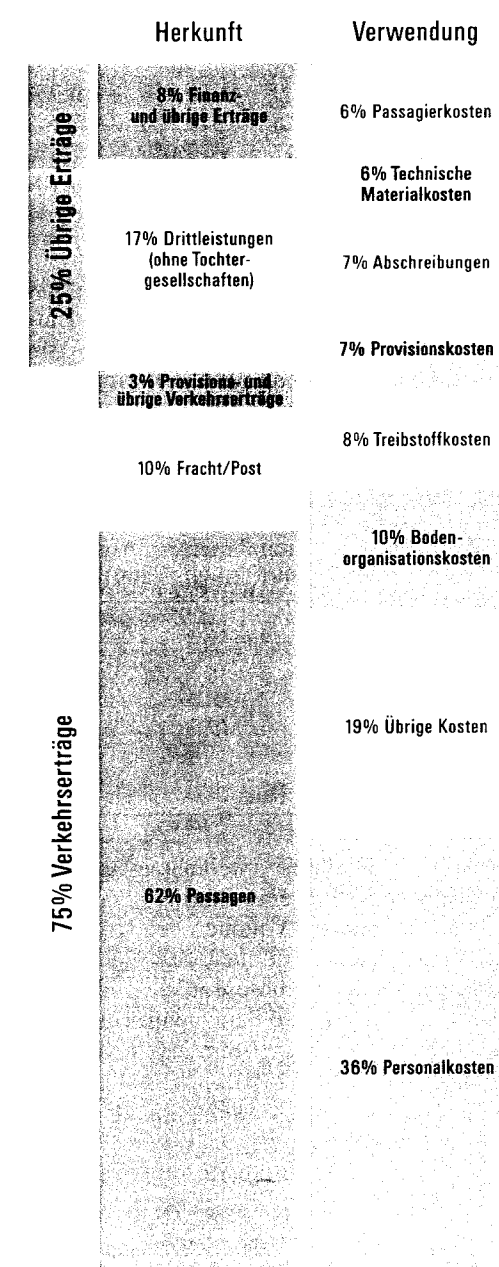 Herkunft
Verwendung
25% Übrige Erträge
8% Finanz-
und übrige Erträge
17% Drittleistungen
(ohne Tochter-
gesellschaften)
75% Verkehrserträge
3% Provisions- und
übrige Verkehrserträge
10% Fracht/Post
62% Passagen
6% Passagierkosten
6% Technische
Materialkosten
7% Abschreibungen
7% Provisionskosten
8% Treibstoffkosten
10% Boden-
organisationskosten
19% Übrige Kosten
36% Personalkosten